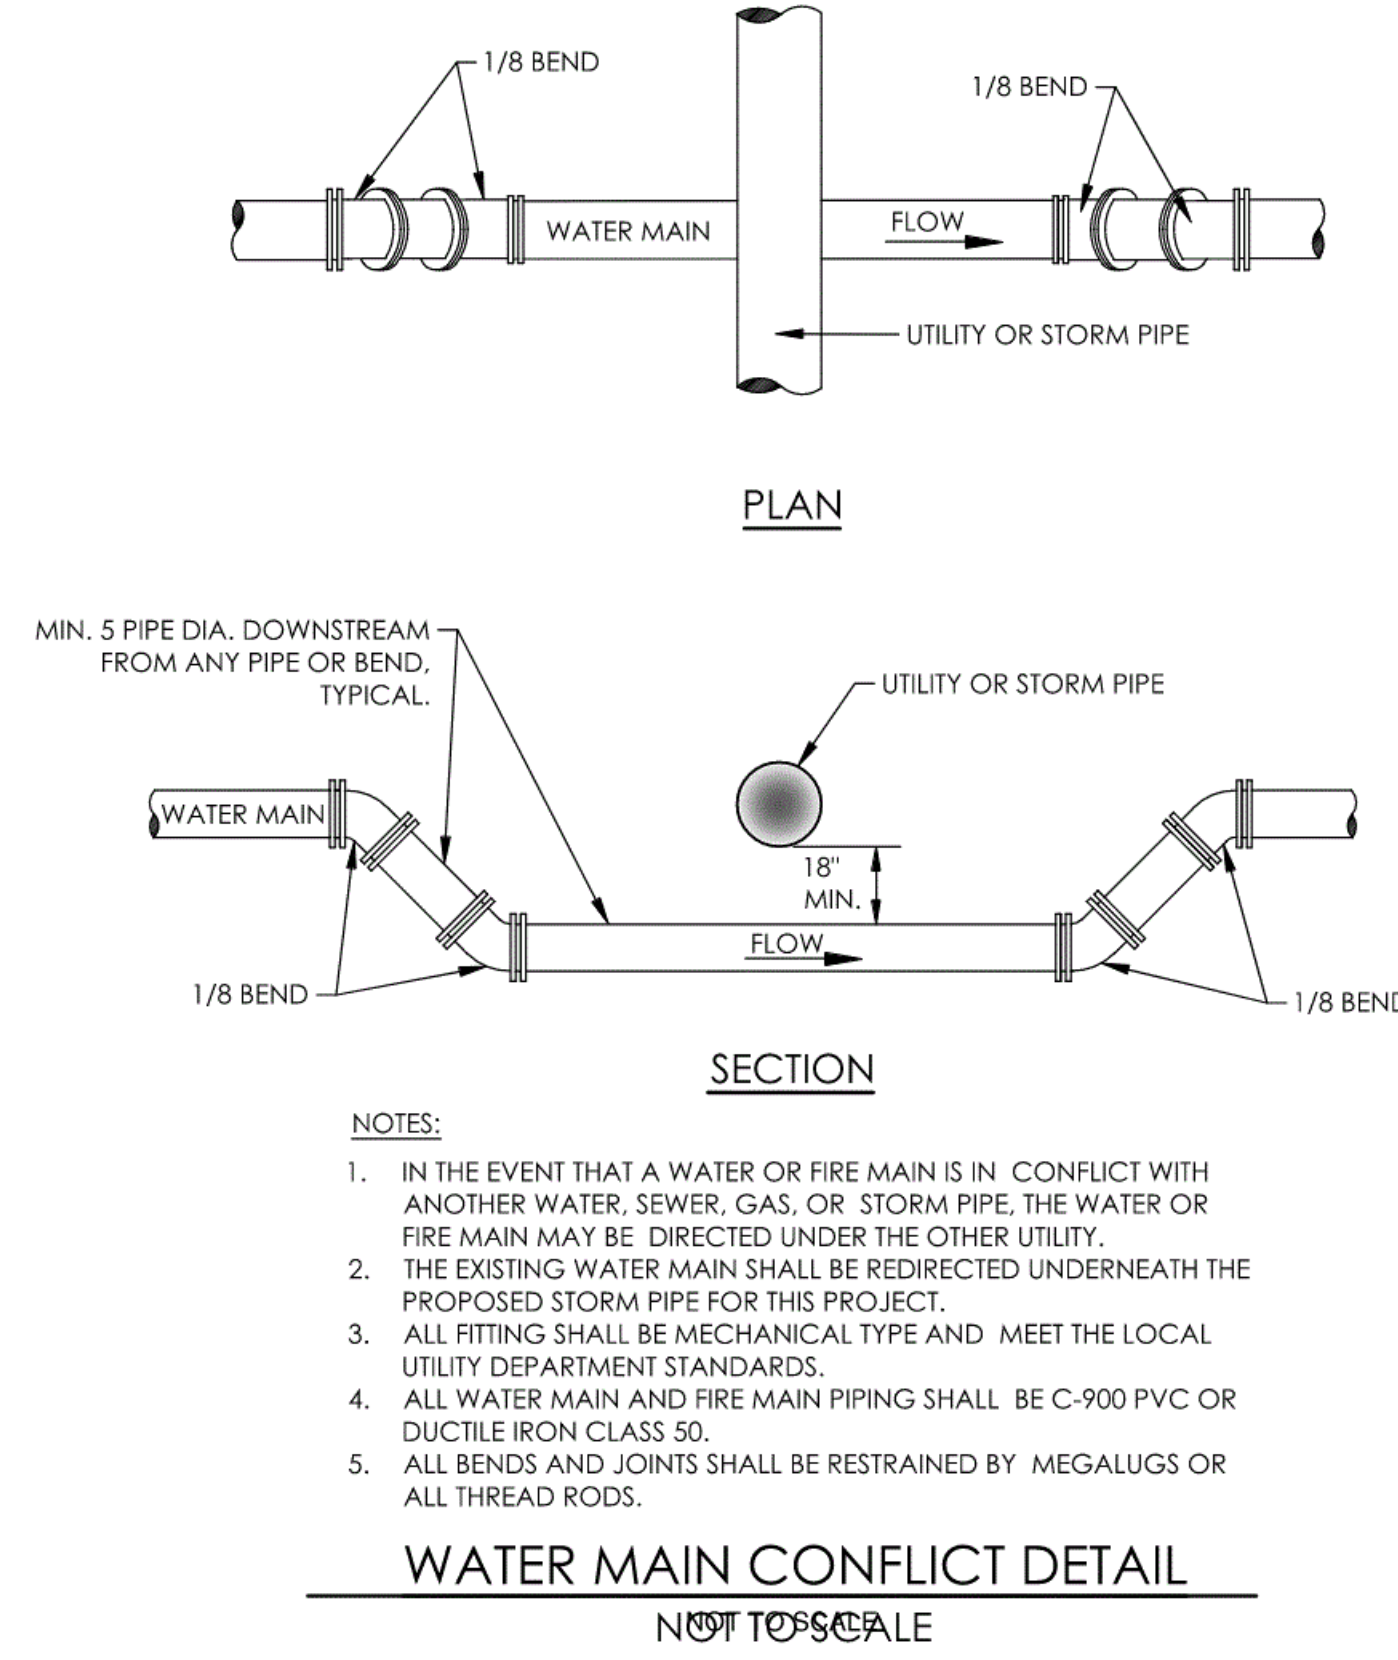 1/8 BEND
1/8 BEND
WATER MAIN
FLOW
UTILITY OR STORM PIPE
PLAN
MIN. 5 PIPE DIA. DOWNSTREAM
FROM ANY PIPE OR BEND,
TYPICAL.
UTILITY OR STORM PIPE
WATER MAIN
18"
MIN.
FLOW
1/8 BEND
1/8 BEND
SECTION
NOTES:
1. IN THE EVENT THAT A WATER OR FIRE MAIN IS IN CONFLICT WITH
ANOTHER WATER, SEWER, GAS, OR STORM PIPE, THE WATER OR
FIRE MAIN MAY BE DIRECTED UNDER THE OTHER UTILITY.
2. THE EXISTING WATER MAIN SHALL BE REDIRECTED UNDERNEATH THE
PROPOSED STORM PIPE FOR THIS PROJECT.
3. ALL FITTING SHALL BE MECHANICAL TYPE AND MEET THE LOCAL
UTILITY DEPARTMENT STANDARDS.
4. ALL WATER MAIN AND FIRE MAIN PIPING SHALL BE C-900 PVC OR
DUCTILE IRON CLASS 50.
5. ALL BENDS AND JOINTS SHALL BE RESTRAINED BY MEGALUGS OR
ALL THREAD RODS.
WATER MAIN CONFLICT DETAIL
NOT TO SCALE
NOT TO SCALE